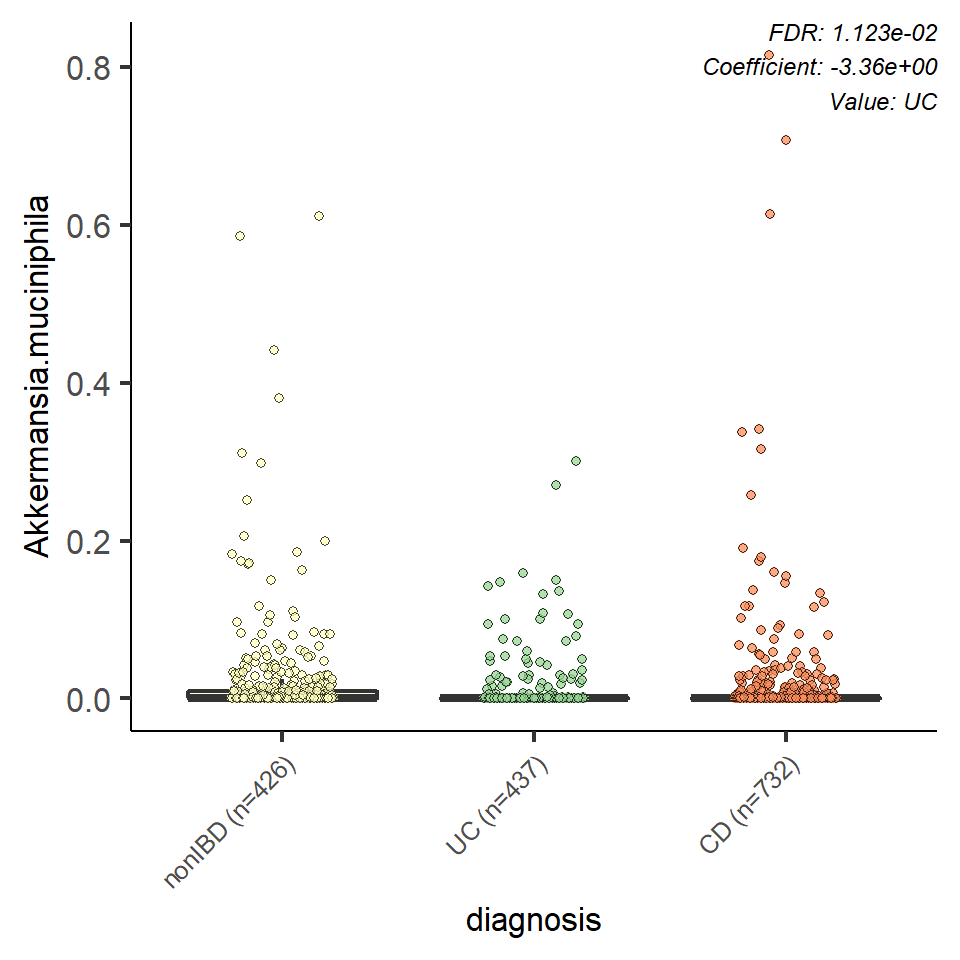 FDR: 1.123e-02
Coefficient: -3.36e+00
Value: UC
Akkermansia.muciniphila
0.8
0.6
0.4
0.2
0.0
nonIBD (n=426)
UC (n=437)
CD (n=732)
diagnosis